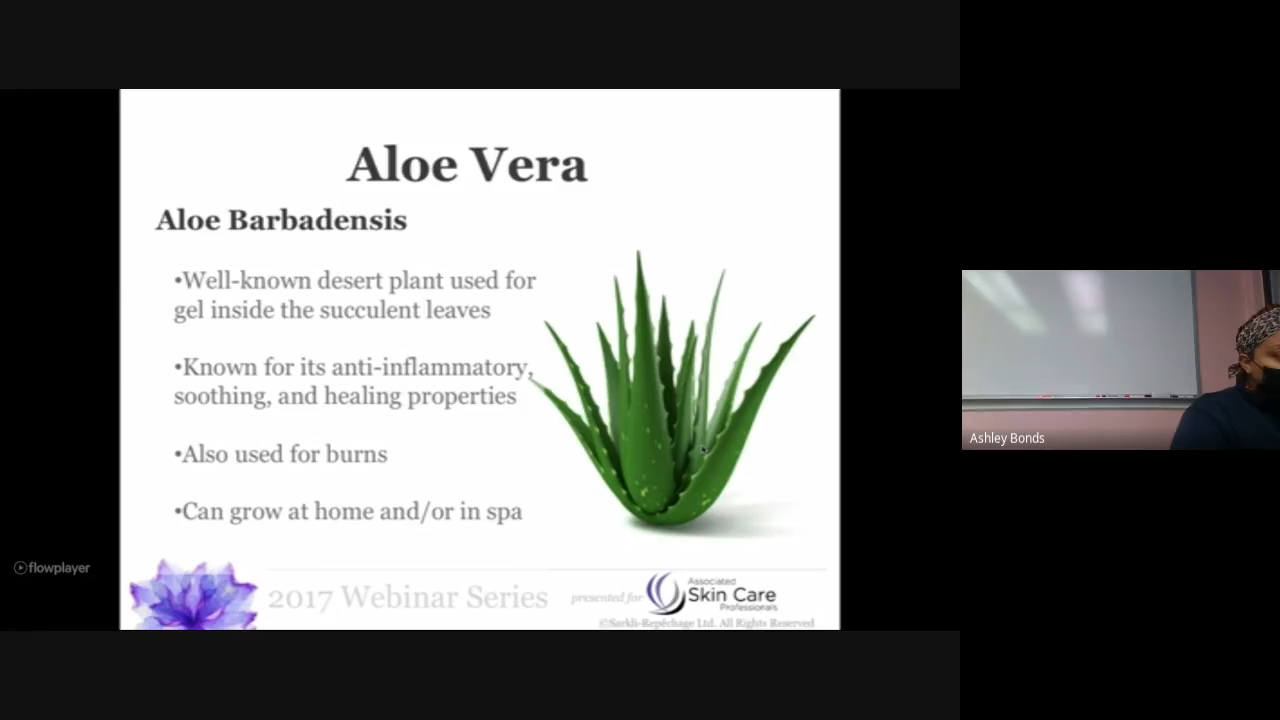 Aloe Vera
Aloe Barbadensis
•Well-known desert plant used for
gel inside the succulent leaves
•Known for its anti-inflammatory,
soothing, and healing properties
•Also used for burns
•Can grow at home and/or in spa
flowplayer
2017 Webinar Series
presented for
Associated
Skin Care
Professionals
©Sarkli-Repêchage Ltd. All Rights Reserved
Ashley Bonds